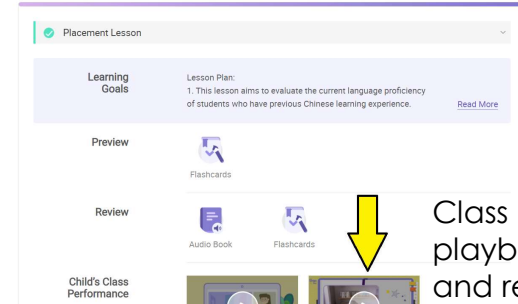 Placement Lesson
Learning
Goals
Lesson Plan:
1. This lesson aims to evaluate the current language proficiency
of students who have previous Chinese learning experience.
Read More
Preview
Flashcards
Review
Audio Book
Flashcards
Class
playb
and re
Child's Class
Performance